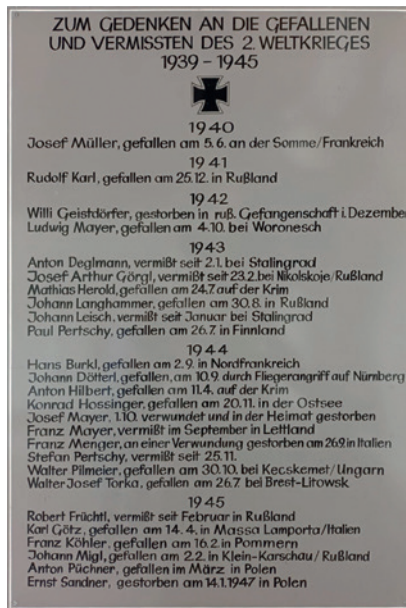 ZUM GEDENKEN AN DIE GEFALLENEN
UND VERMISSTEN DES 2. WELTKRIEGES
1939 - 1945
1940
Josef Müller, gefallen am 5.6. an der Somme/Frankreich
1941
Rudolf Karl, gefallen am 25.12. in Rußland
1942
Willi Geistdörfer, gestorben in ruß. Gefangenschaft i. Dezember
Ludwig Mayer, gefallen am 4.10. bei Woronesch
1943
Anton Deglmann, vermißt seit 2.1. bei Stalingrad
Josef Arthur Görgl, vermißt seit 23.2. bei Nikolskoje/Rußland
Mathias Herold, gefallen am 24.7 auf der Krim
Johann Langhammer, gefallen am 30.8. in Rußland
Johann Leisch, vermißt seit Januar bei Stalingrad
Paul Pertschy, gefallen am 26.7. in Finnland
1944
Hans Burkl, gefallen am 2.9. in Nordfrankreich
Johann Dötterl, gefallen, am 10.9. durch Fliegerangriff auf Nürnberg
Anton Hilbert, gefallen am 11.4. auf der Krim
Konrad Hossinger, gefallen am 20.11. in der Ostsee
Josef Mayer, 1.10. verwundet und in der Heimat gestorben
Franz Mayer, vermißt im September in Lettland
Franz Menger, an einer Verwundung gestorben am 26.9. in Italien
Stefan Pertschy, vermißt seit 25.11.
Walter Pilmeier, gefallen am 30.10. bei Kecskemet/Ungarn
Walter Josef Torka, gefallen am 26.7. bei Brest-Litowsk
1945
Robert Früchtl, vermißt seit Februar in Rußland
Karl Götz, gefallen am 14.4. in Massa Lamporta/Italien
Franz Köhler, gefallen am 16.2. in Pommern
Johann Migl, gefallen am 2.2. in Klein-Karschau/Rußland
Anton Püchner, gefallen im März in Polen
Ernst Sandner, gestorben am 14.1.1947 in Polen